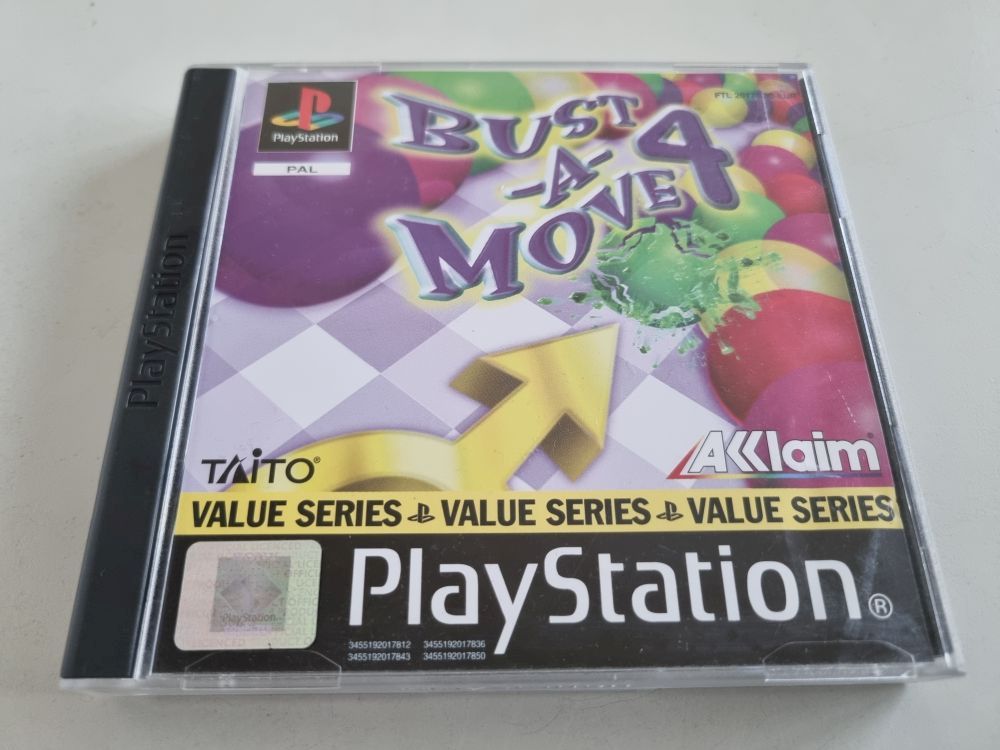 PlayStation
PAL
BUST
-A-
MOVE 4
PlayStation
TAITO®
Acclaim®
VALUE SERIES VALUE SERIES VALUE SERIES
PlayStation
PlayStation®
3455192017812 3455192017836
3455192017843 3455192017850